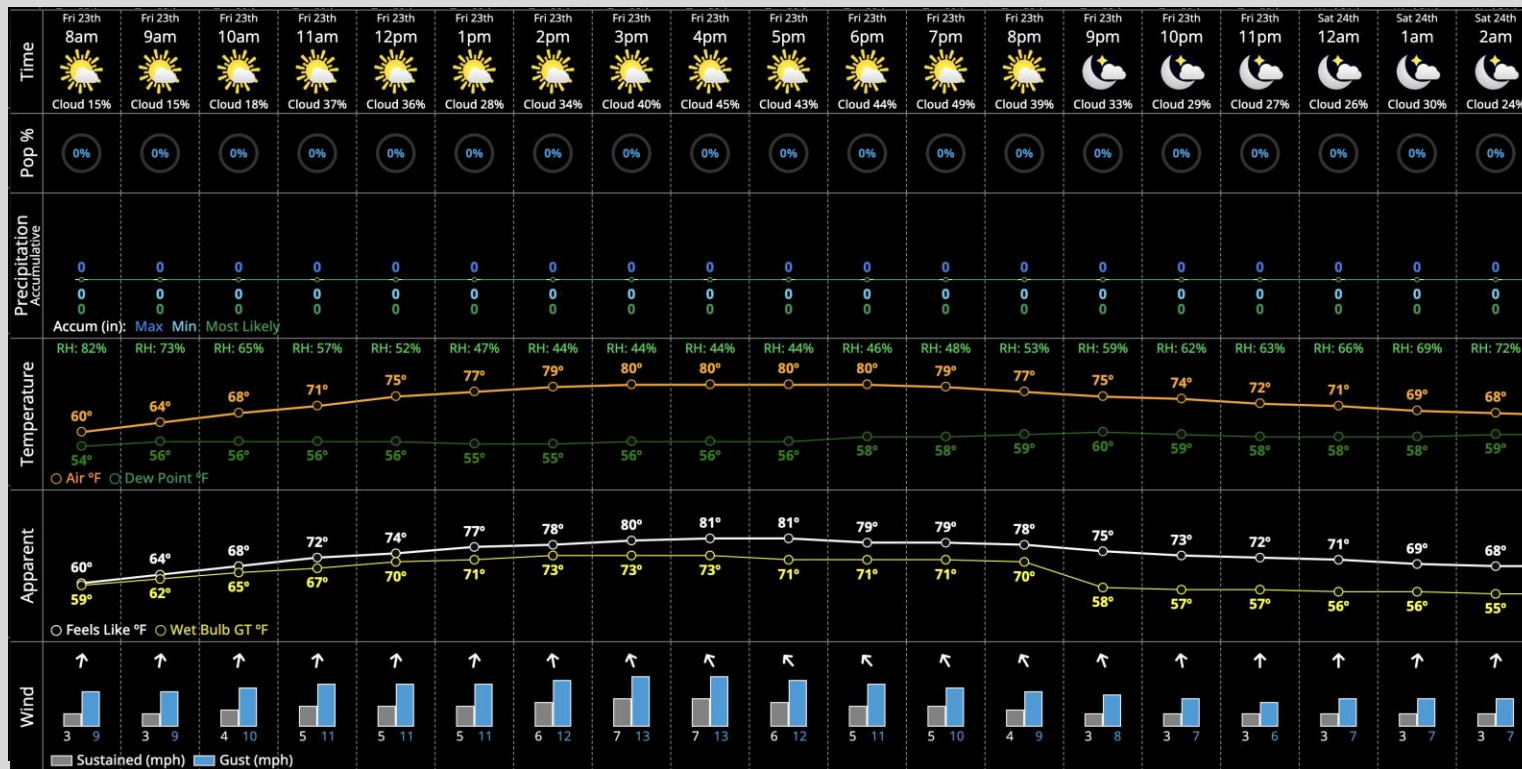 Time
Fri 23th Fri 23th Fri 23th Fri 23th Fri 23th Fri 23th Fri 23th Fri 23th Fri 23th Fri 23th Fri 23th Fri 23th Fri 23th Fri 23th Fri 23th Fri 23th Sat 24th Sat 24th Sat 24th
8am 9am 10am 11am 12pm 1pm 2pm 3pm 4pm 5pm 6pm 7pm 8pm 9pm 10pm 11pm 12am 1am 2am
Cloud 15% Cloud 15% Cloud 18% Cloud 37% Cloud 36% Cloud 28% Cloud 34% Cloud 40% Cloud 45% Cloud 43% Cloud 44% Cloud 49% Cloud 39% Cloud 33% Cloud 29% Cloud 27% Cloud 26% Cloud 30% Cloud 24%
Pop %
0% 0% 0% 0% 0% 0% 0% 0% 0% 0% 0% 0% 0% 0% 0% 0% 0% 0% 0%
Precipitation
Accumulative
0 0 0 0 0 0 0 0 0 0 0 0 0 0 0 0 0 0 0
0 0 0 0 0 0 0 0 0 0 0 0 0 0 0 0 0 0 0
0 0 0 0 0 0 0 0 0 0 0 0 0 0 0 0 0 0 0
Accum (in): Max Min Most Likely
Temperature
RH: 82% RH: 73% RH: 65% RH: 57% RH: 52% RH: 47% RH: 44% RH: 44% RH: 44% RH: 44% RH: 46% RH: 48% RH: 53% RH: 59% RH: 62% RH: 63% RH: 66% RH: 69% RH: 72%
60° 64° 68° 71° 75° 77° 79° 80° 80° 80° 80° 79° 77° 75° 74° 72° 71° 69° 68°
54° 56° 56° 56° 56° 55° 55° 56° 56° 56° 58° 58° 59° 60° 59° 58° 58° 58° 59°
Air °F Dew Point °F
Apparent
60° 64° 68° 72° 74° 77° 78° 80° 81° 81° 79° 79° 78° 75° 73° 72° 71° 69° 68°
59° 62° 65° 67° 70° 71° 73° 73° 73° 71° 71° 71° 70° 58° 57° 57° 56° 56° 55°
Feels Like °F Wet Bulb GT °F
Wind
3 9 3 9 4 10 5 11 5 11 5 11 6 12 7 13 7 13 6 12 5 11 5 10 4 9 3 8 3 7 3 6 3 7 3 7 3 7
Sustained (mph) Gust (mph)